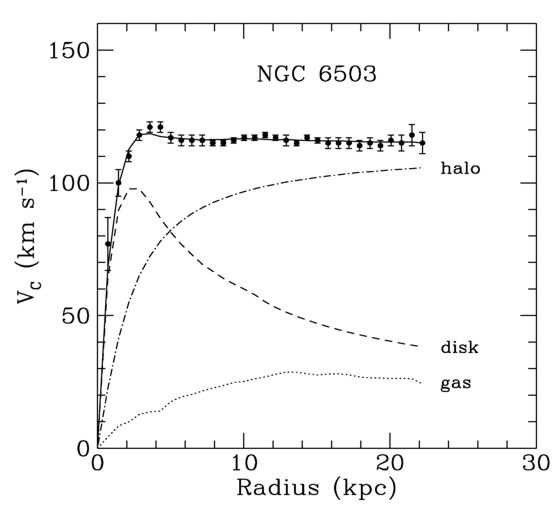 150
NGC 6503
halo
100
V_C (km s⁻¹)
50
disk
gas
0
0 10 20 30
Radius (kpc)